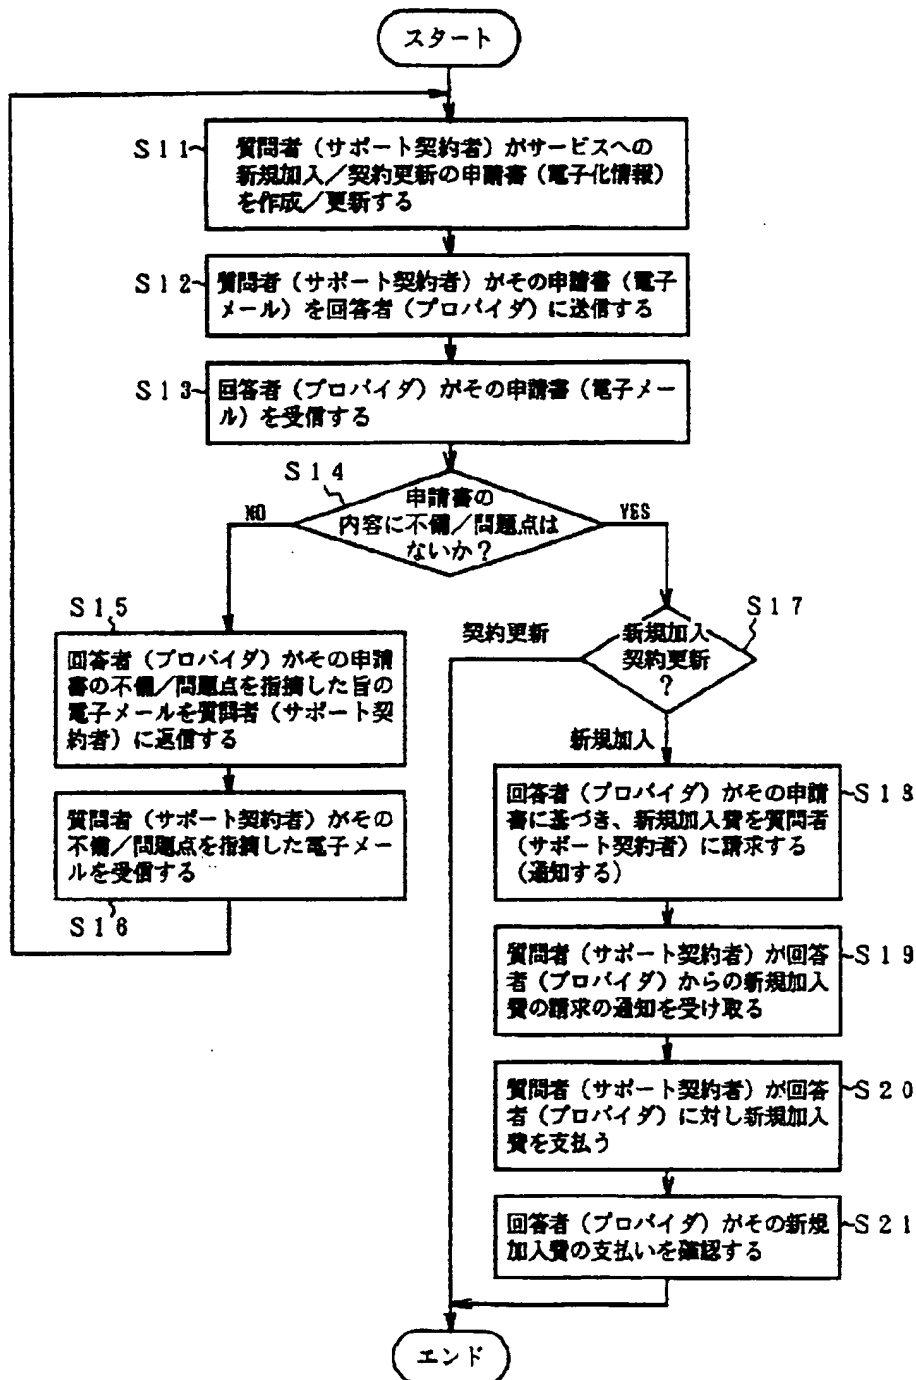 スタート
S11
質問者（サポート契約者）がサービスへの
新規加入／契約更新の申請書（電子化情報）
を作成／更新する
S12
質問者（サポート契約者）がその申請書（電子
メール）を回答者（プロバイダ）に送信する
S13
回答者（プロバイダ）がその申請書（電子メー
ル）を受信する
S14
申請書の
内容に不備／問題点は
ないか？
NO
YES
S15
回答者（プロバイダ）がその申請
書の不備／問題点を指摘した旨の
電子メールを質問者（サポート契
約者）に返信する
質問者（サポート契約者）がその
不備／問題点を指摘した電子メー
ルを受信する
S16
S17
新規加入
契約更新
？
契約更新
新規加入
S18
回答者（プロバイダ）がその申請
書に基づき、新規加入費を質問者
（サポート契約者）に請求する
（通知する）
S19
質問者（サポート契約者）が回答
者（プロバイダ）からの新規加入
費の請求の通知を受け取る
S20
質問者（サポート契約者）が回答
者（プロバイダ）に対し新規加入
費を支払う
S21
回答者（プロバイダ）がその新規
加入費の支払いを確認する
エンド